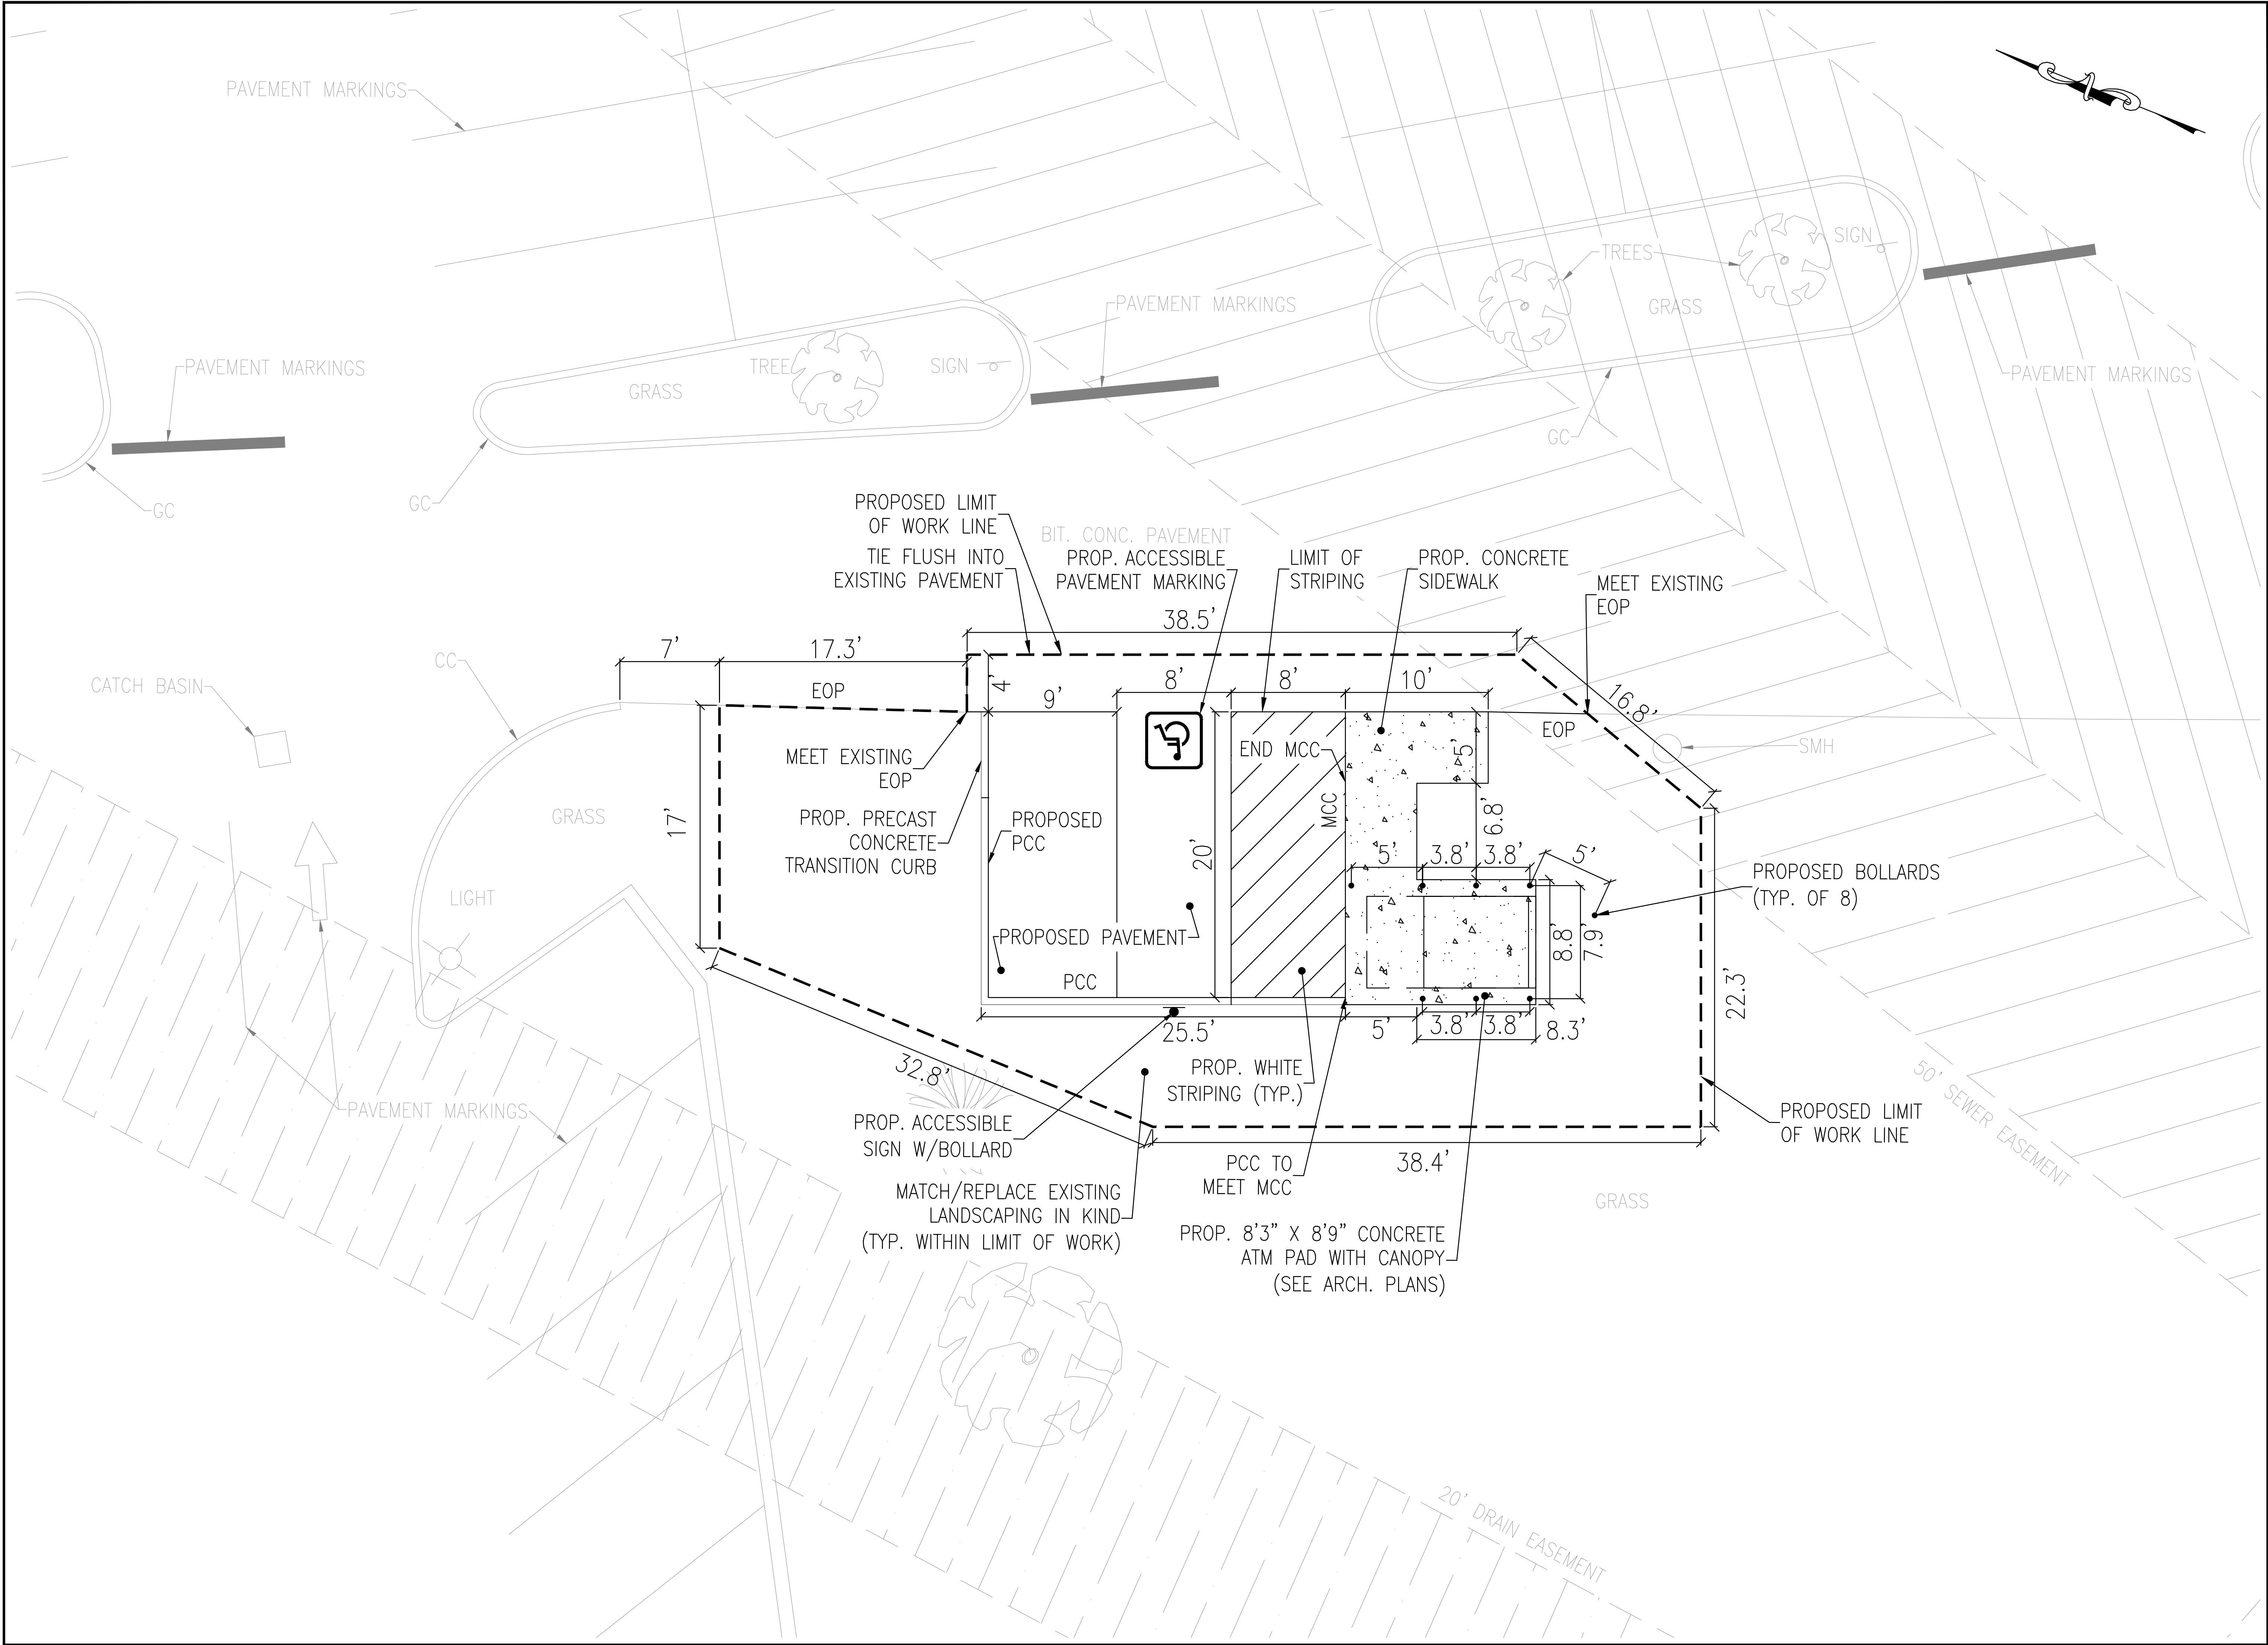 PAVEMENT MARKINGS
TREES
SIGN
GRASS
PAVEMENT MARKINGS
PAVEMENT MARKINGS
TREE
SIGN
GRASS
PAVEMENT MARKINGS
GC
GC
GC
PROPOSED LIMIT
OF WORK LINE
TIE FLUSH INTO
EXISTING PAVEMENT
BIT. CONC. PAVEMENT
PROP. ACCESSIBLE
PAVEMENT MARKING
LIMIT OF
STRIPING
PROP. CONCRETE
SIDEWALK
MEET EXISTING
EOP
38.5'
7'
17.3'
CC
CATCH BASIN
EOP
4'
9'
8'
8'
10'
16.8'
EOP
SMH
MEET EXISTING
EOP
END MCC
5'
MCC
6.8'
GRASS
17'
PROP. PRECAST
CONCRETE
TRANSITION CURB
PROPOSED
PCC
20'
5'
3.8'
3.8'
5'
PROPOSED BOLLARDS
(TYP. OF 8)
LIGHT
PROPOSED PAVEMENT
8.8'
7.9'
PCC
22.3'
25.5'
5'
3.8'
3.8'
8.3'
32.8'
PROP. WHITE
STRIPING (TYP.)
50' SEWER EASEMENT
PAVEMENT MARKINGS
PROP. ACCESSIBLE
SIGN W/BOLLARD
PROPOSED LIMIT
OF WORK LINE
PCC TO
MEET MCC
38.4'
MATCH/REPLACE EXISTING
LANDSCAPING IN KIND
(TYP. WITHIN LIMIT OF WORK)
GRASS
PROP. 8'3" X 8'9" CONCRETE
ATM PAD WITH CANOPY
(SEE ARCH. PLANS)
20' DRAIN EASEMENT